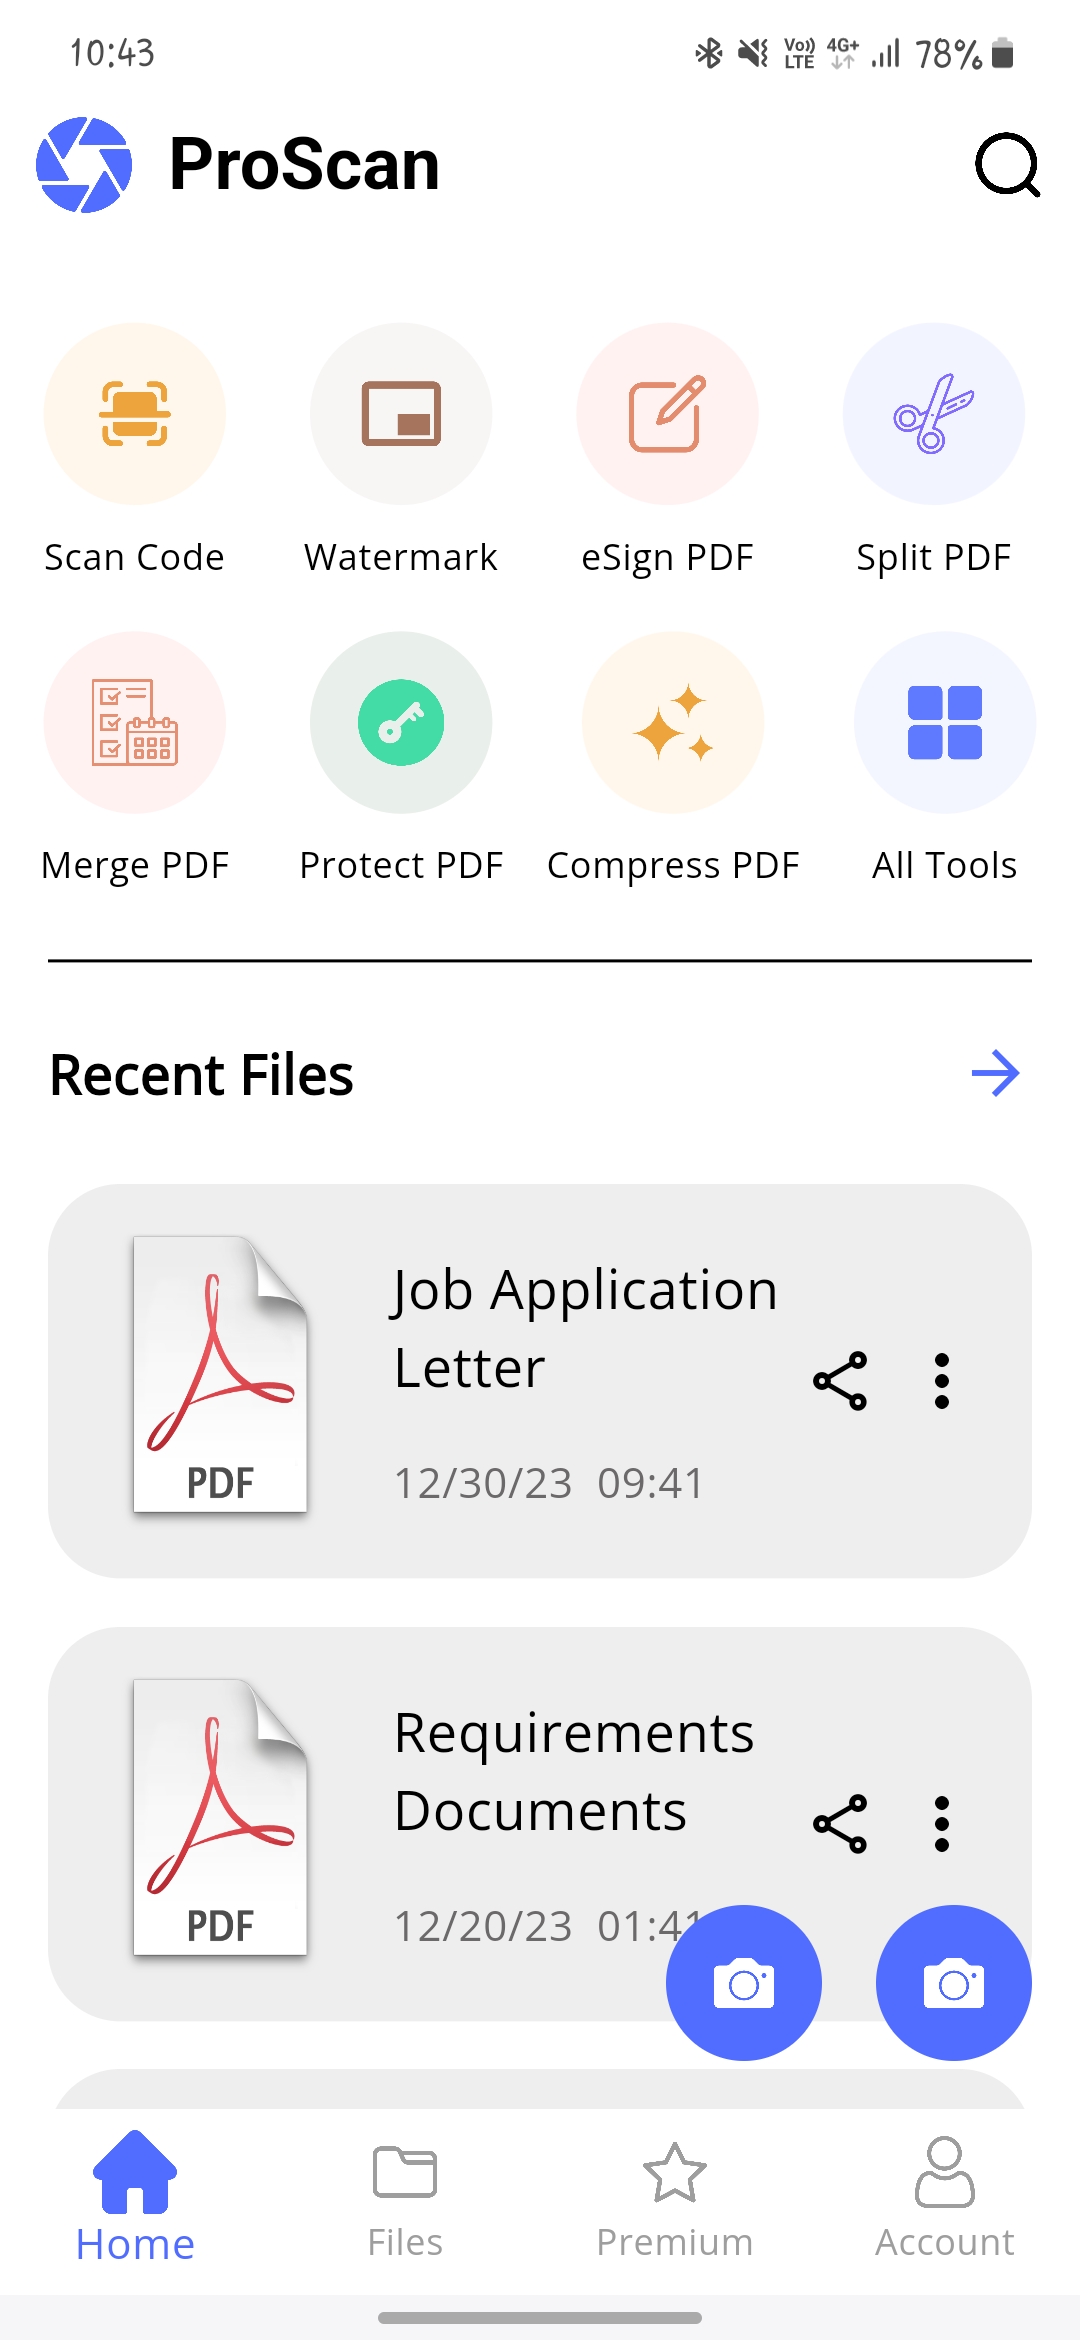 10:43
Vo)) LTE 4G+ 78%
ProScan
Scan Code Watermark eSign PDF Split PDF
Merge PDF Protect PDF Compress PDF All Tools
Recent Files
Job Application
Letter
PDF
12/30/23 09:41
Requirements
Documents
PDF
12/20/23 01:41
Home Files Premium Account